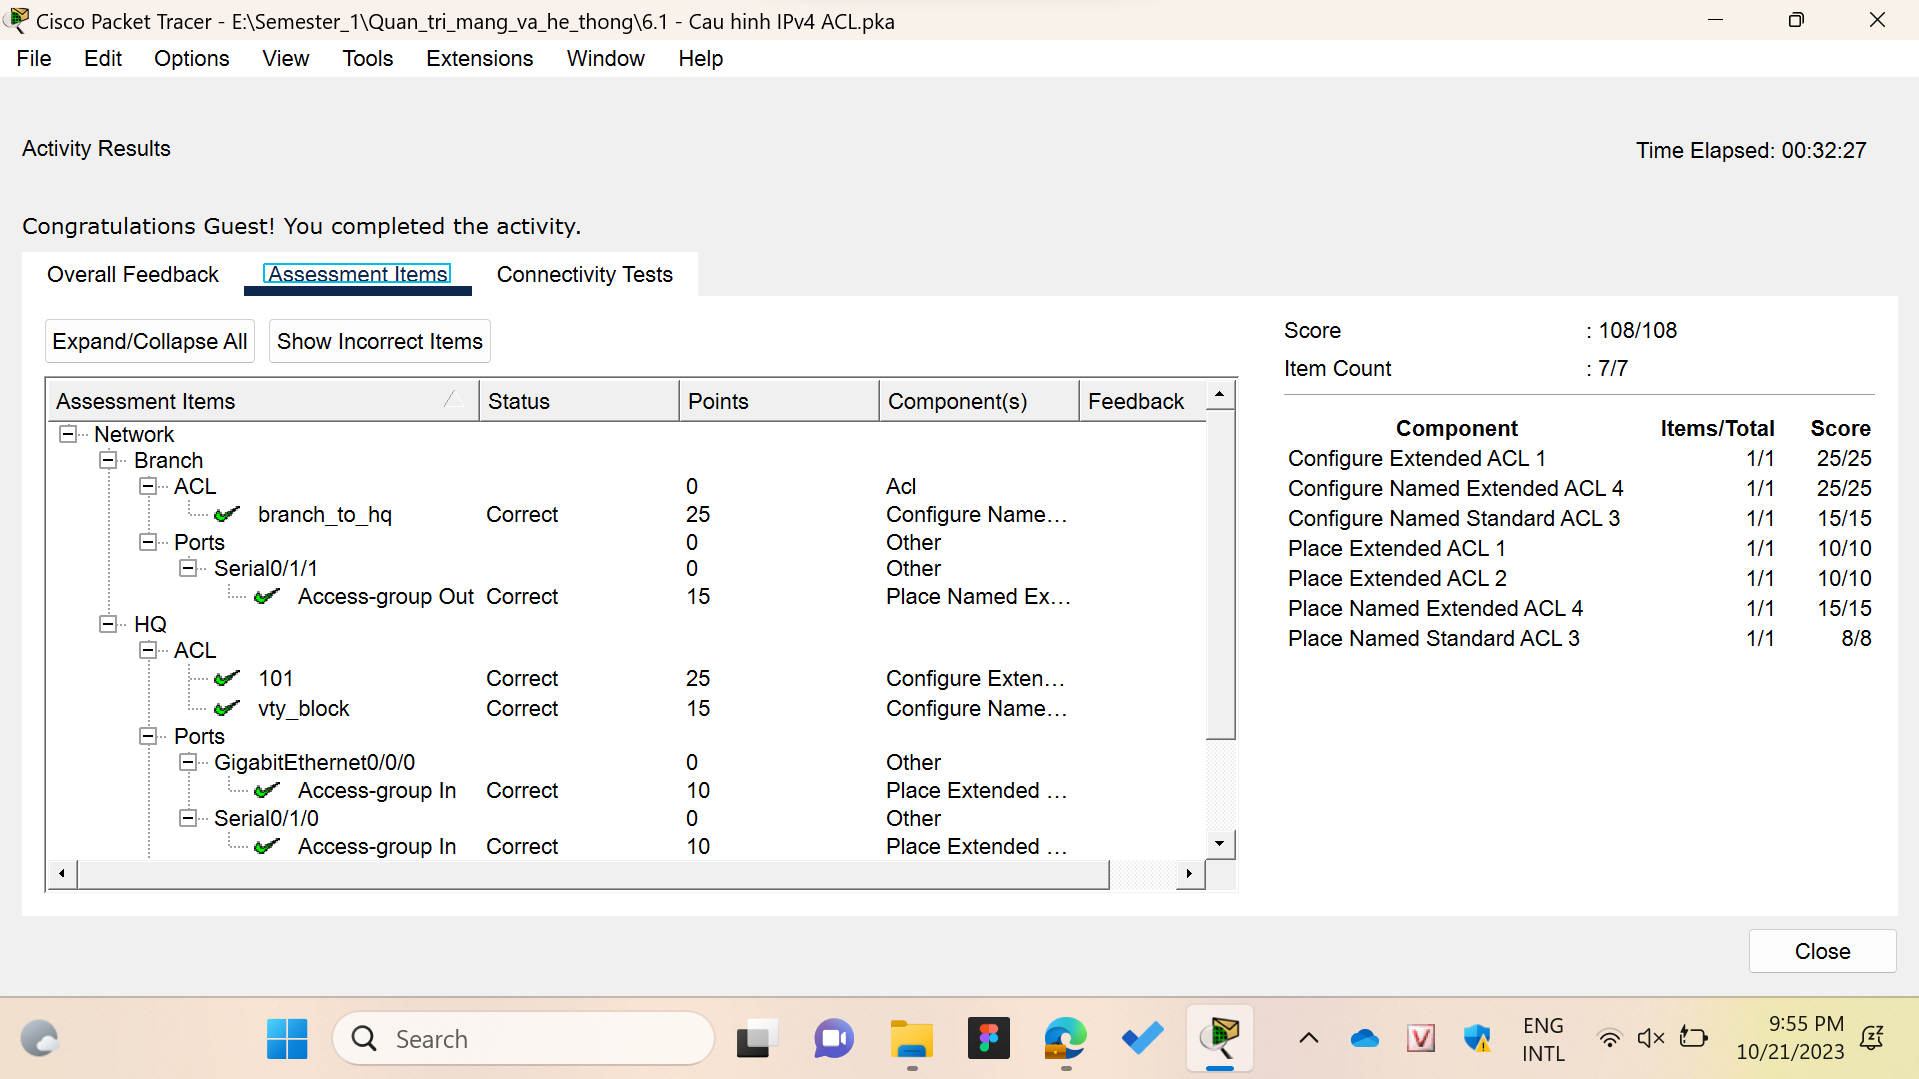 Cisco Packet Tracer - E:\Semester_1\Quan_tri_mang_va_he_thong\6.1 - Cau hinh IPv4 ACL.pka
File Edit Options View Tools Extensions Window Help
Activity Results
Time Elapsed: 00:32:27
Congratulations Guest! You completed the activity.
Overall Feedback Assessment Items Connectivity Tests
Expand/Collapse All Show Incorrect Items
Assessment Items Status Points Component(s) Feedback
Network
Branch
ACL 0 Acl
branch_to_hq Correct 25 Configure Name...
Ports 0 Other
Serial0/1/1 0 Other
Access-group Out Correct 15 Place Named Ex...
HQ
ACL
101 Correct 25 Configure Exten...
vty_block Correct 15 Configure Name...
Ports
GigabitEthernet0/0/0 0 Other
Access-group In Correct 10 Place Extended ...
Serial0/1/0 0 Other
Access-group In Correct 10 Place Extended ...
Score : 108/108
Item Count : 7/7
Component Items/Total Score
Configure Extended ACL 1 1/1 25/25
Configure Named Extended ACL 4 1/1 25/25
Configure Named Standard ACL 3 1/1 15/15
Place Extended ACL 1 1/1 10/10
Place Extended ACL 2 1/1 10/10
Place Named Extended ACL 4 1/1 15/15
Place Named Standard ACL 3 1/1 8/8
Close
Search
V
ENG
INTL
9:55 PM
10/21/2023